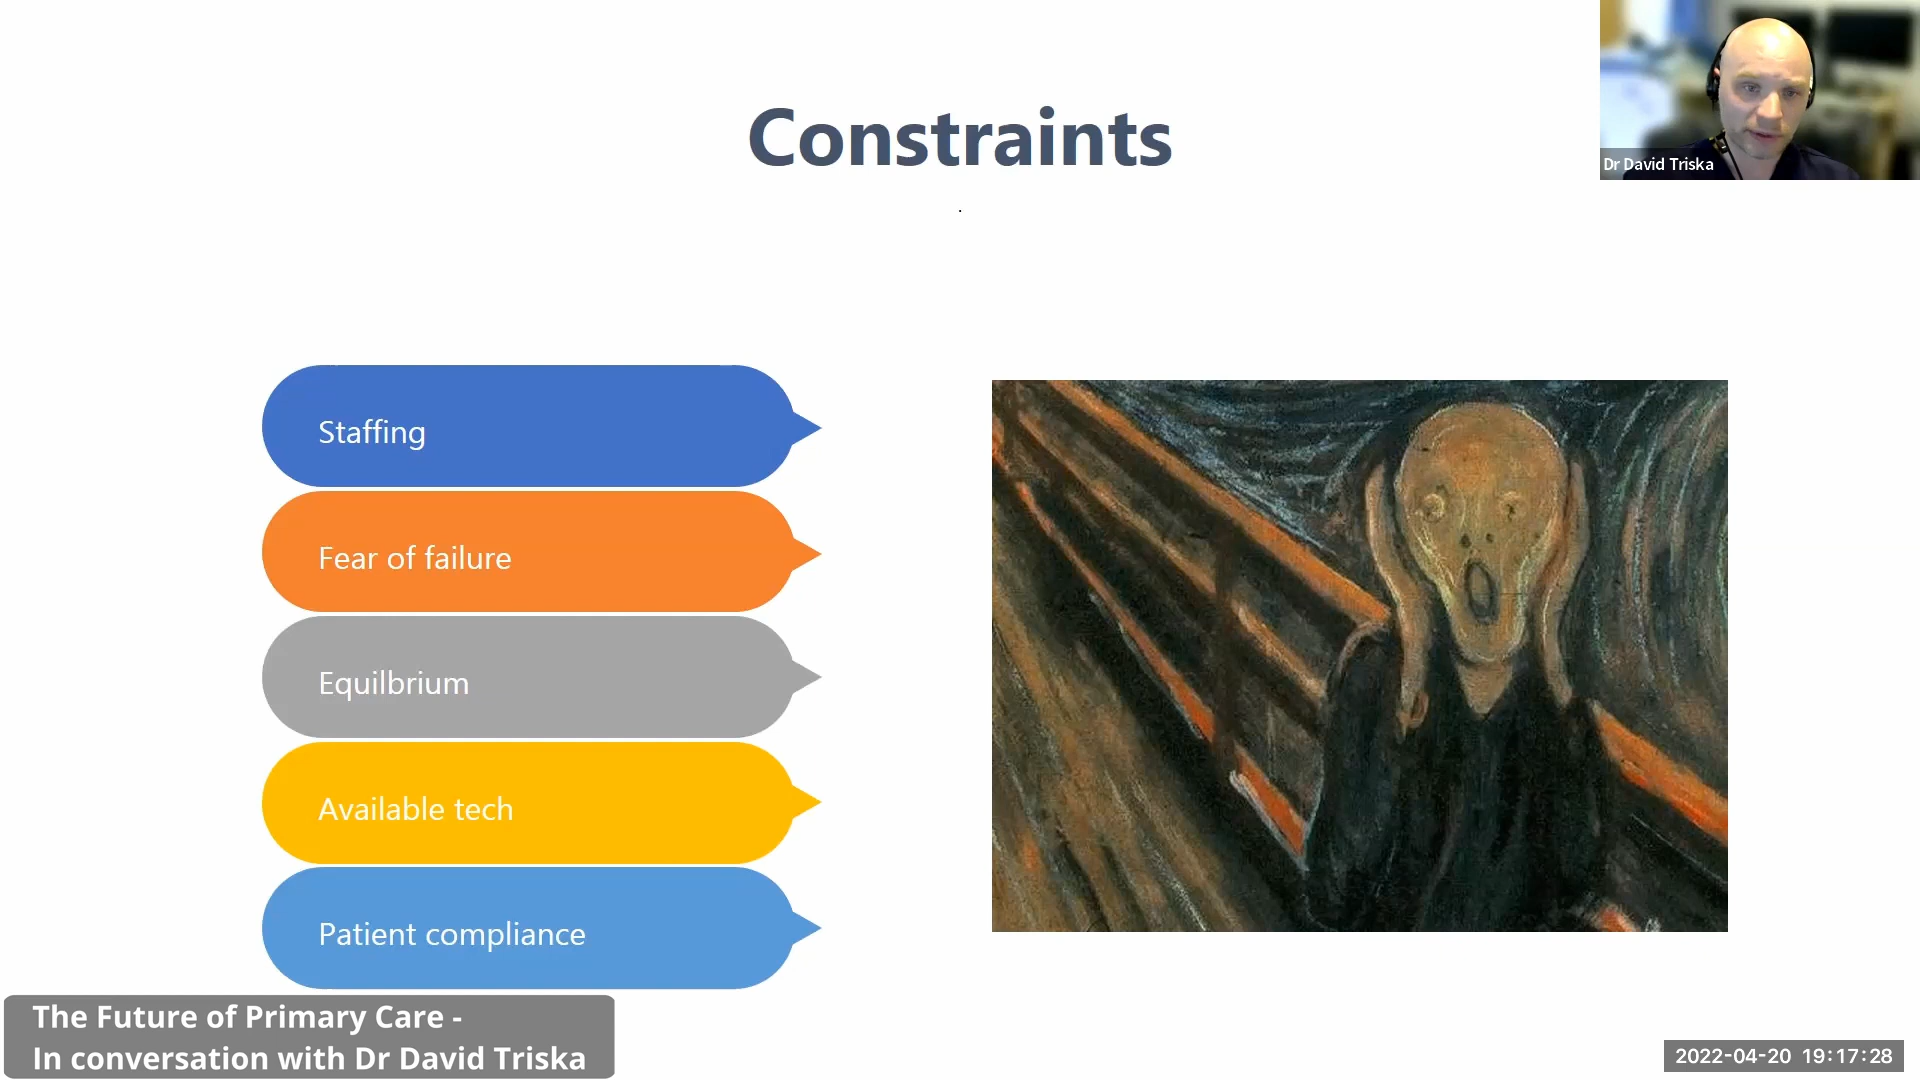 Constraints
.
Dr David Triska
Staffing
Fear of failure
Equilbrium
Available tech
Patient compliance
The Future of Primary Care -
In conversation with Dr David Triska
2022-04-20 19:17:28